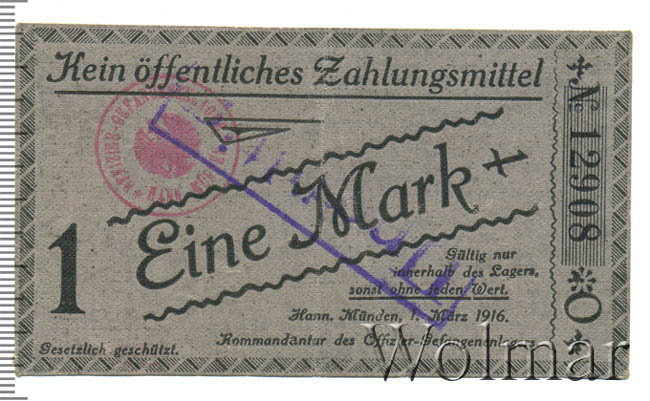 Kein öffentliches Zahlungsmittel
№ 12908
Eine Mark
1
Gültig nur
innerhalb des Lagers,
sonst ohne jeden Wert.
Hann. Münden, 1. März 1916.
Kommandantur des Offizier-Gefangenenlagers
Gesetzlich geschützt.
Wolmar